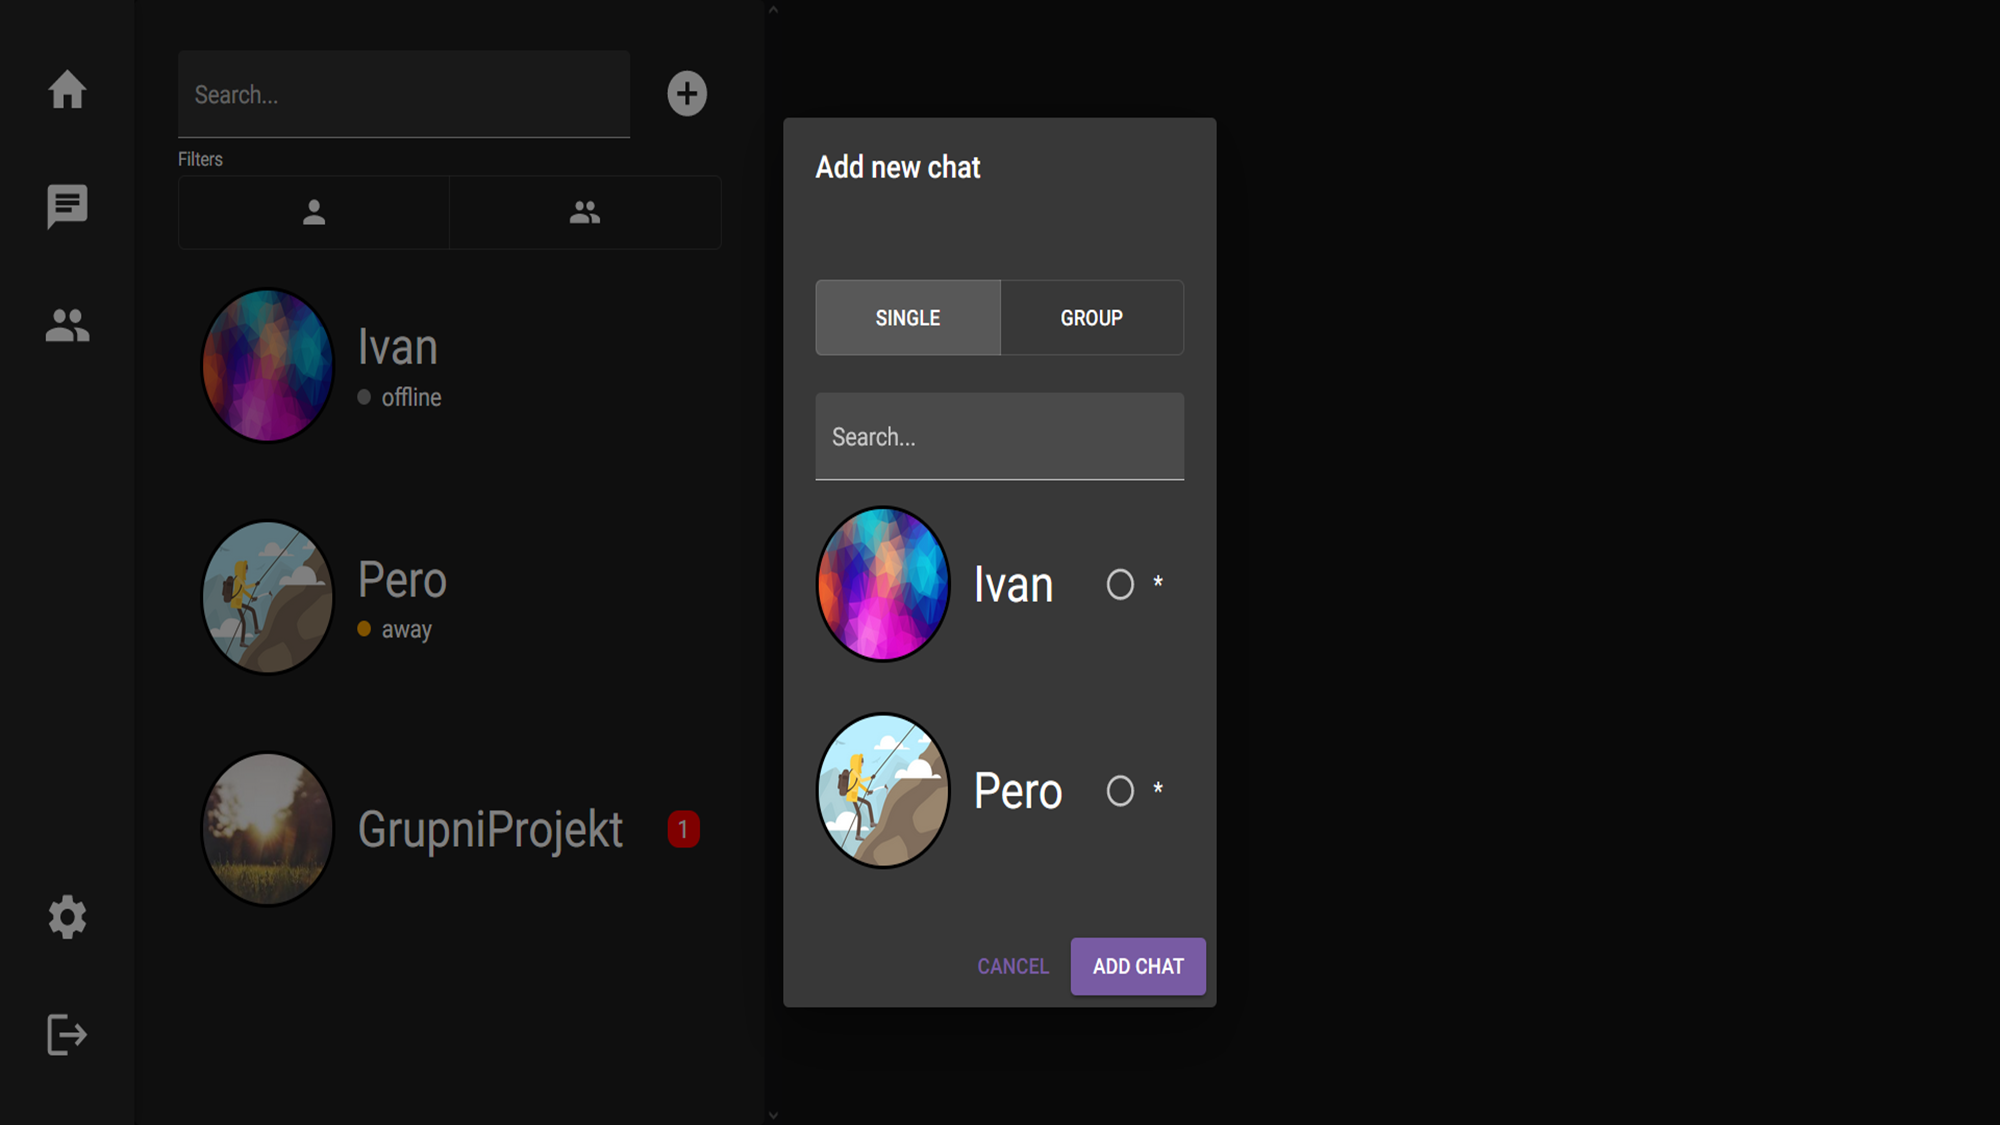 Search...
Filters
Ivan
offline
Pero
away
GrupniProjekt 1
Add new chat
SINGLE GROUP
Search...
Ivan *
Pero *
CANCEL ADD CHAT